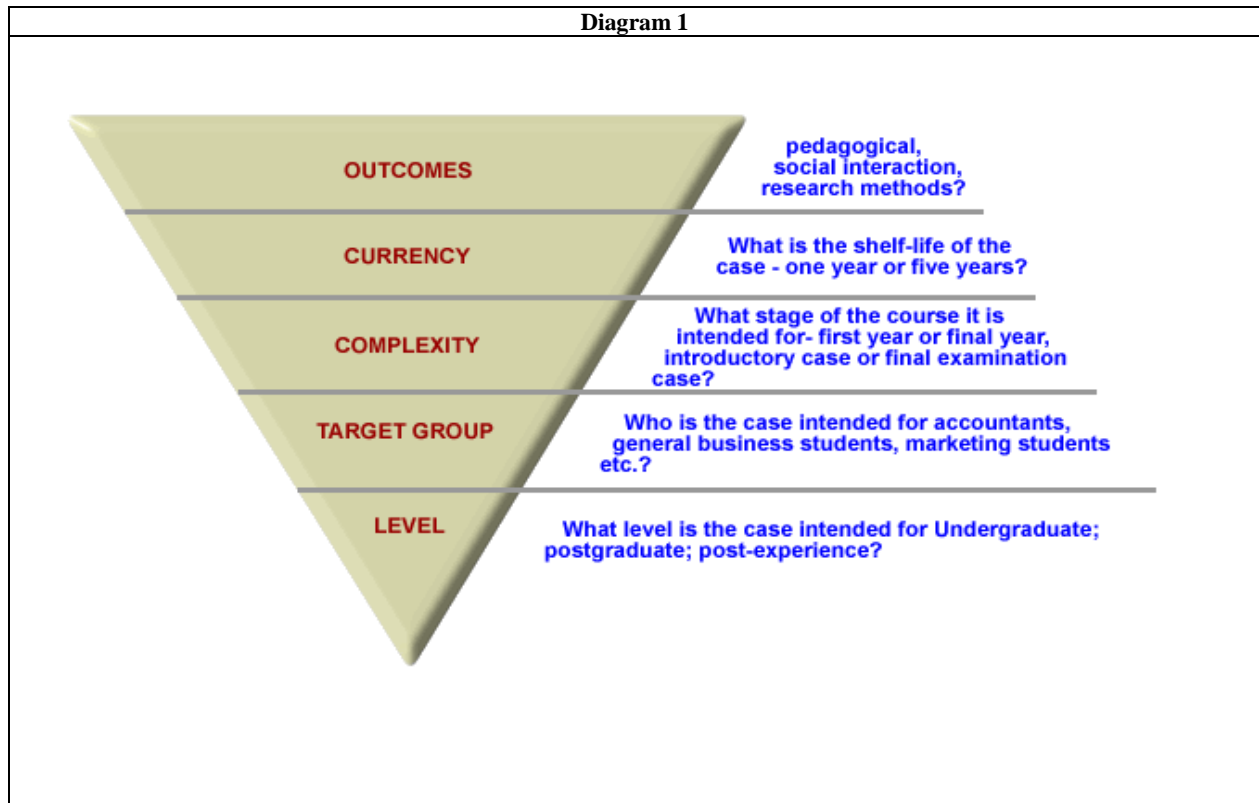 Diagram 1
OUTCOMES
pedagogical,
social interaction,
research methods?
CURRENCY
What is the shelf-life of the
case - one year or five years?
COMPLEXITY
What stage of the course it is
intended for- first year or final year,
introductory case or final examination
case?
TARGET GROUP
Who is the case intended for accountants,
general business students, marketing students
etc.?
LEVEL
What level is the case intended for Undergraduate;
postgraduate; post-experience?